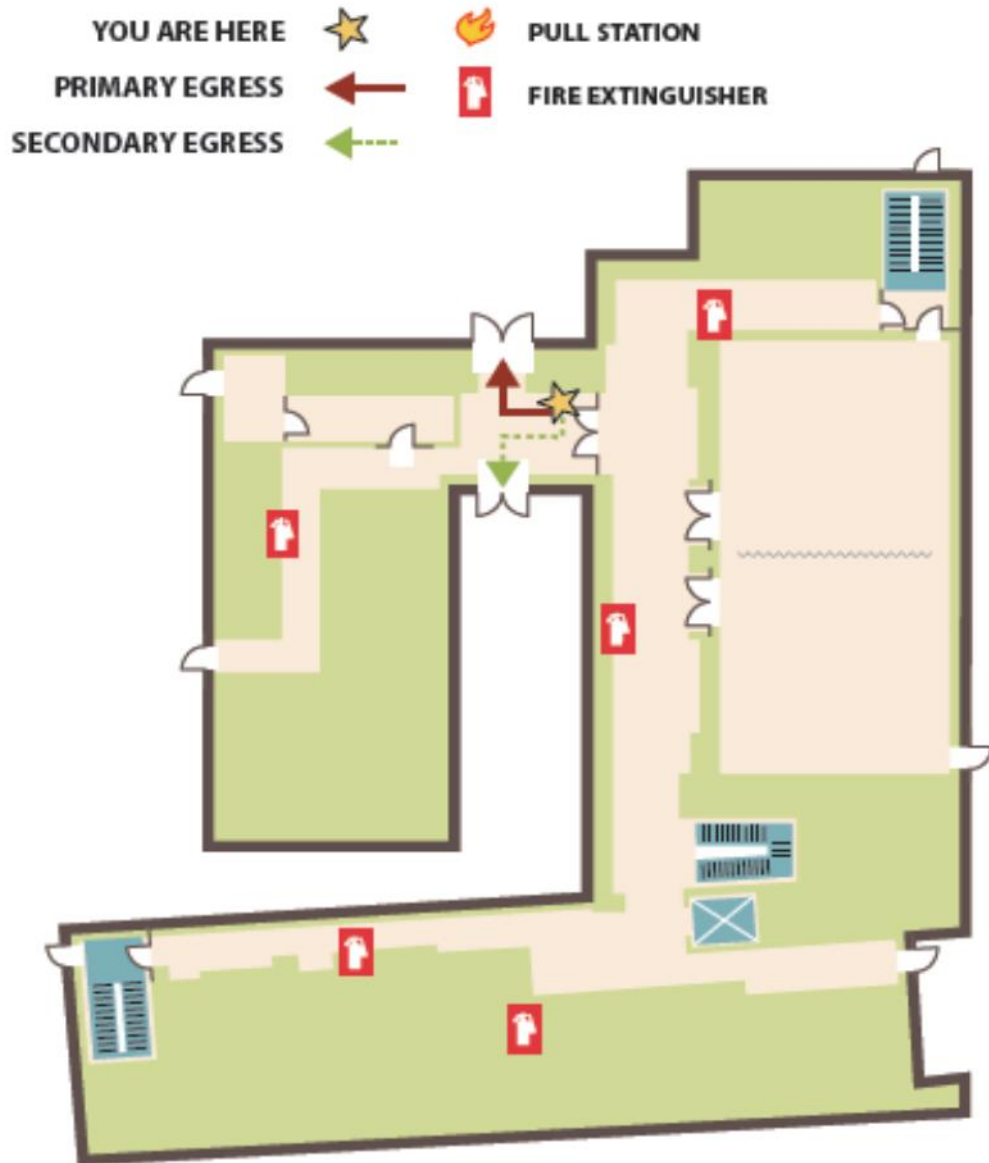 YOU ARE HERE
PULL STATION
PRIMARY EGRESS
FIRE EXTINGUISHER
SECONDARY EGRESS